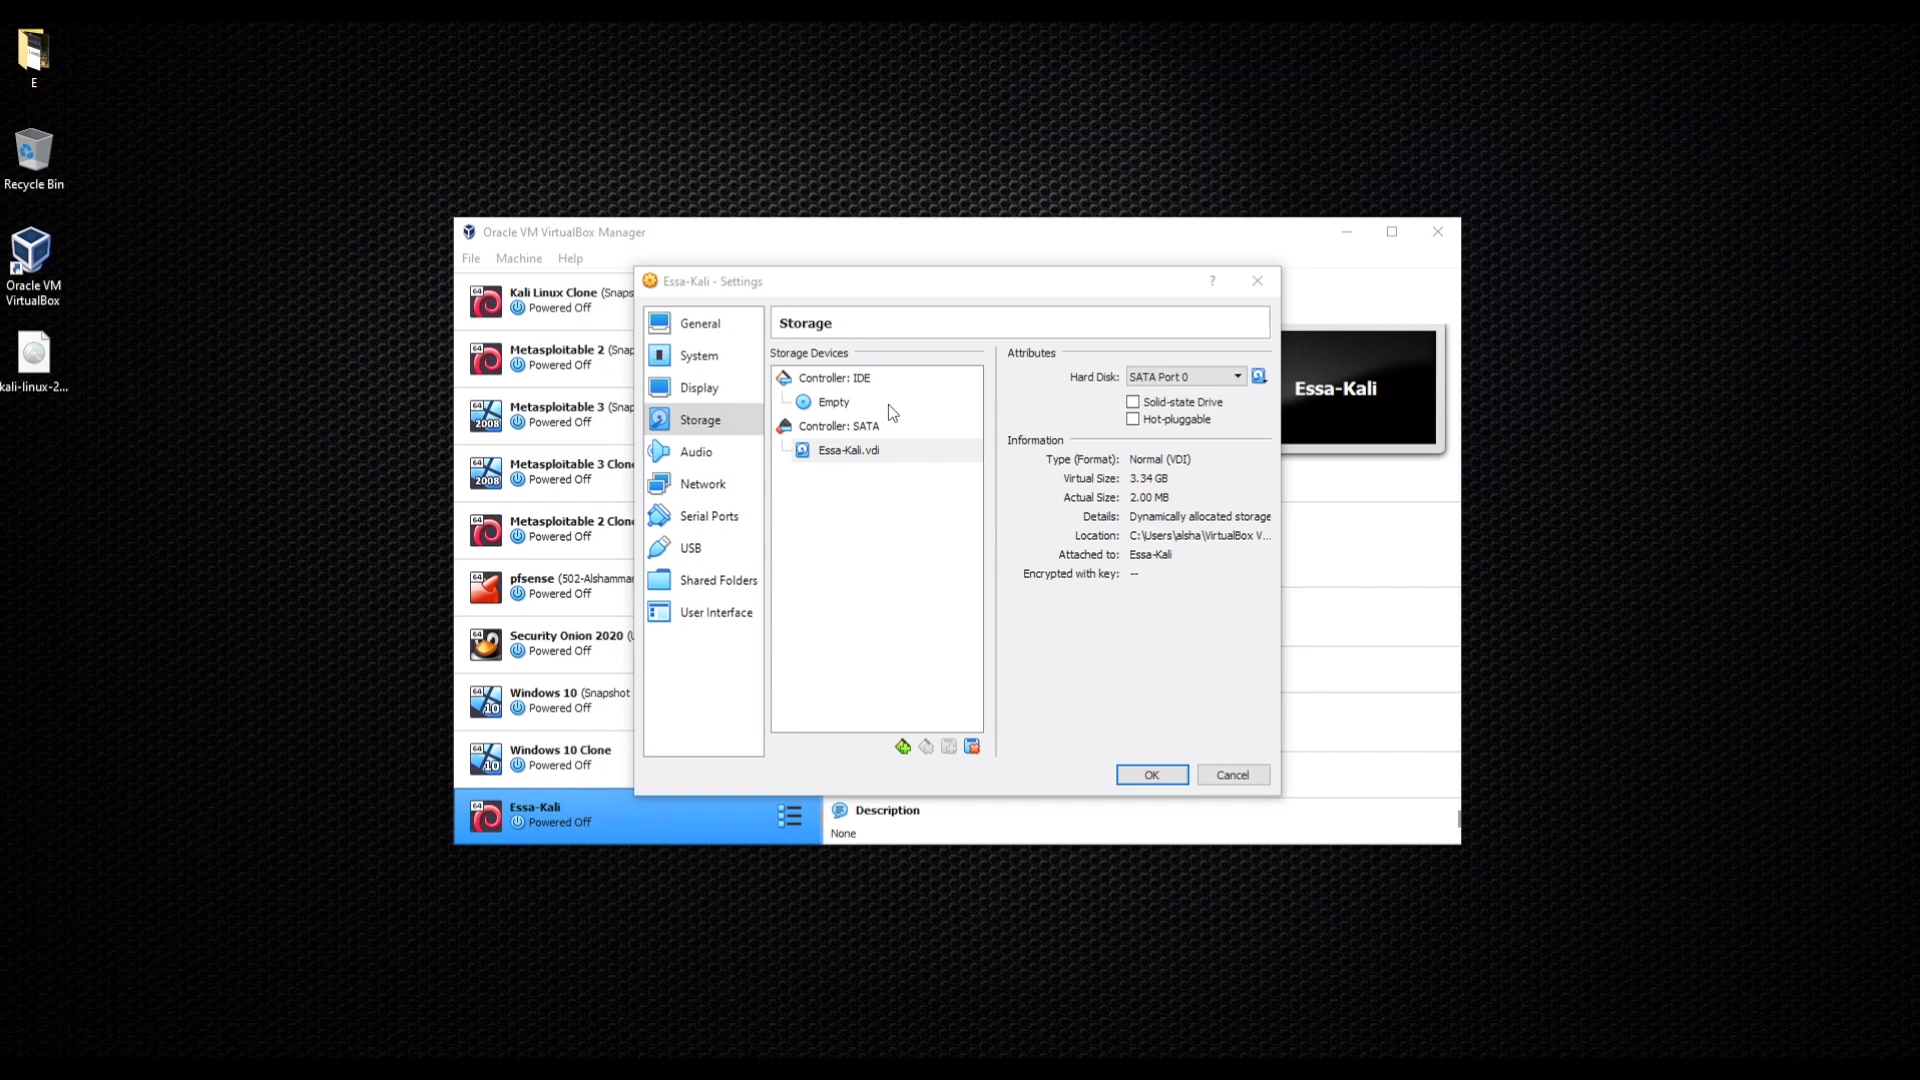 E
Recycle Bin
Oracle VM
VirtualBox
kali-linux-2...
Oracle VM VirtualBox Manager
File Machine Help
Kali Linux Clone (Snaps
Powered Off
Metasploitable 2 (Snap
Powered Off
Metasploitable 3 (Snap
Powered Off
2008
Metasploitable 3 Clone
Powered Off
2008
Metasploitable 2 Clone
Powered Off
pfsense (502-Alshammar
Powered Off
Security Onion 2020 (
Powered Off
Windows 10 (Snapshot
Powered Off
10
Windows 10 Clone
Powered Off
10
Essa-Kali
Powered Off
Essa-Kali - Settings
?
General
System
Display
Storage
Audio
Network
Serial Ports
USB
Shared Folders
User Interface
Storage
Storage Devices
Controller: IDE
Empty
Controller: SATA
Essa-Kali.vdi
Attributes
Hard Disk: SATA Port 0
Solid-state Drive
Hot-pluggable
Information
Type (Format): Normal (VDI)
Virtual Size: 3.34 GB
Actual Size: 2.00 MB
Details: Dynamically allocated storage
Location: C:\Users\alsha\VirtualBox V...
Attached to: Essa-Kali
Encrypted with key: --
OK Cancel
Essa-Kali
Description
None